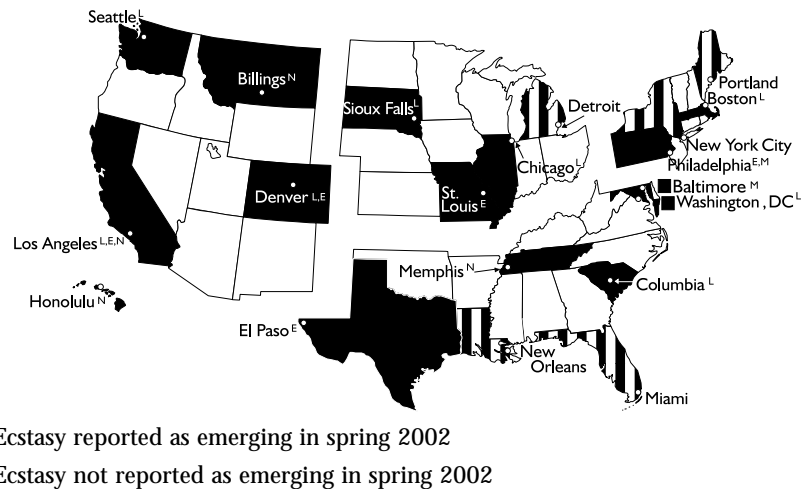 Seattle L
Billings N
Sioux Falls L
Detroit
Portland
Boston L
New York City
Philadelphia E,M
Chicago L
Baltimore M
Washington, DC L
Denver L,E
St.
Louis E
Los Angeles L,E,N
Memphis N
Columbia L
Honolulu N
El Paso E
New
Orleans
Miami
Ecstasy reported as emerging in spring 2002
Ecstasy not reported as emerging in spring 2002